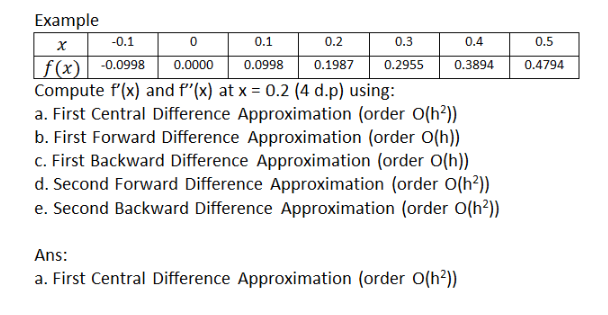 Example
x -0.1 0 0.1 0.2 0.3 0.4 0.5
f(x) -0.0998 0.0000 0.0998 0.1987 0.2955 0.3894 0.4794
Compute f'(x) and f''(x) at x = 0.2 (4 d.p) using:
a. First Central Difference Approximation (order O(h²))
b. First Forward Difference Approximation (order O(h))
c. First Backward Difference Approximation (order O(h))
d. Second Forward Difference Approximation (order O(h²))
e. Second Backward Difference Approximation (order O(h²))
Ans:
a. First Central Difference Approximation (order O(h²))